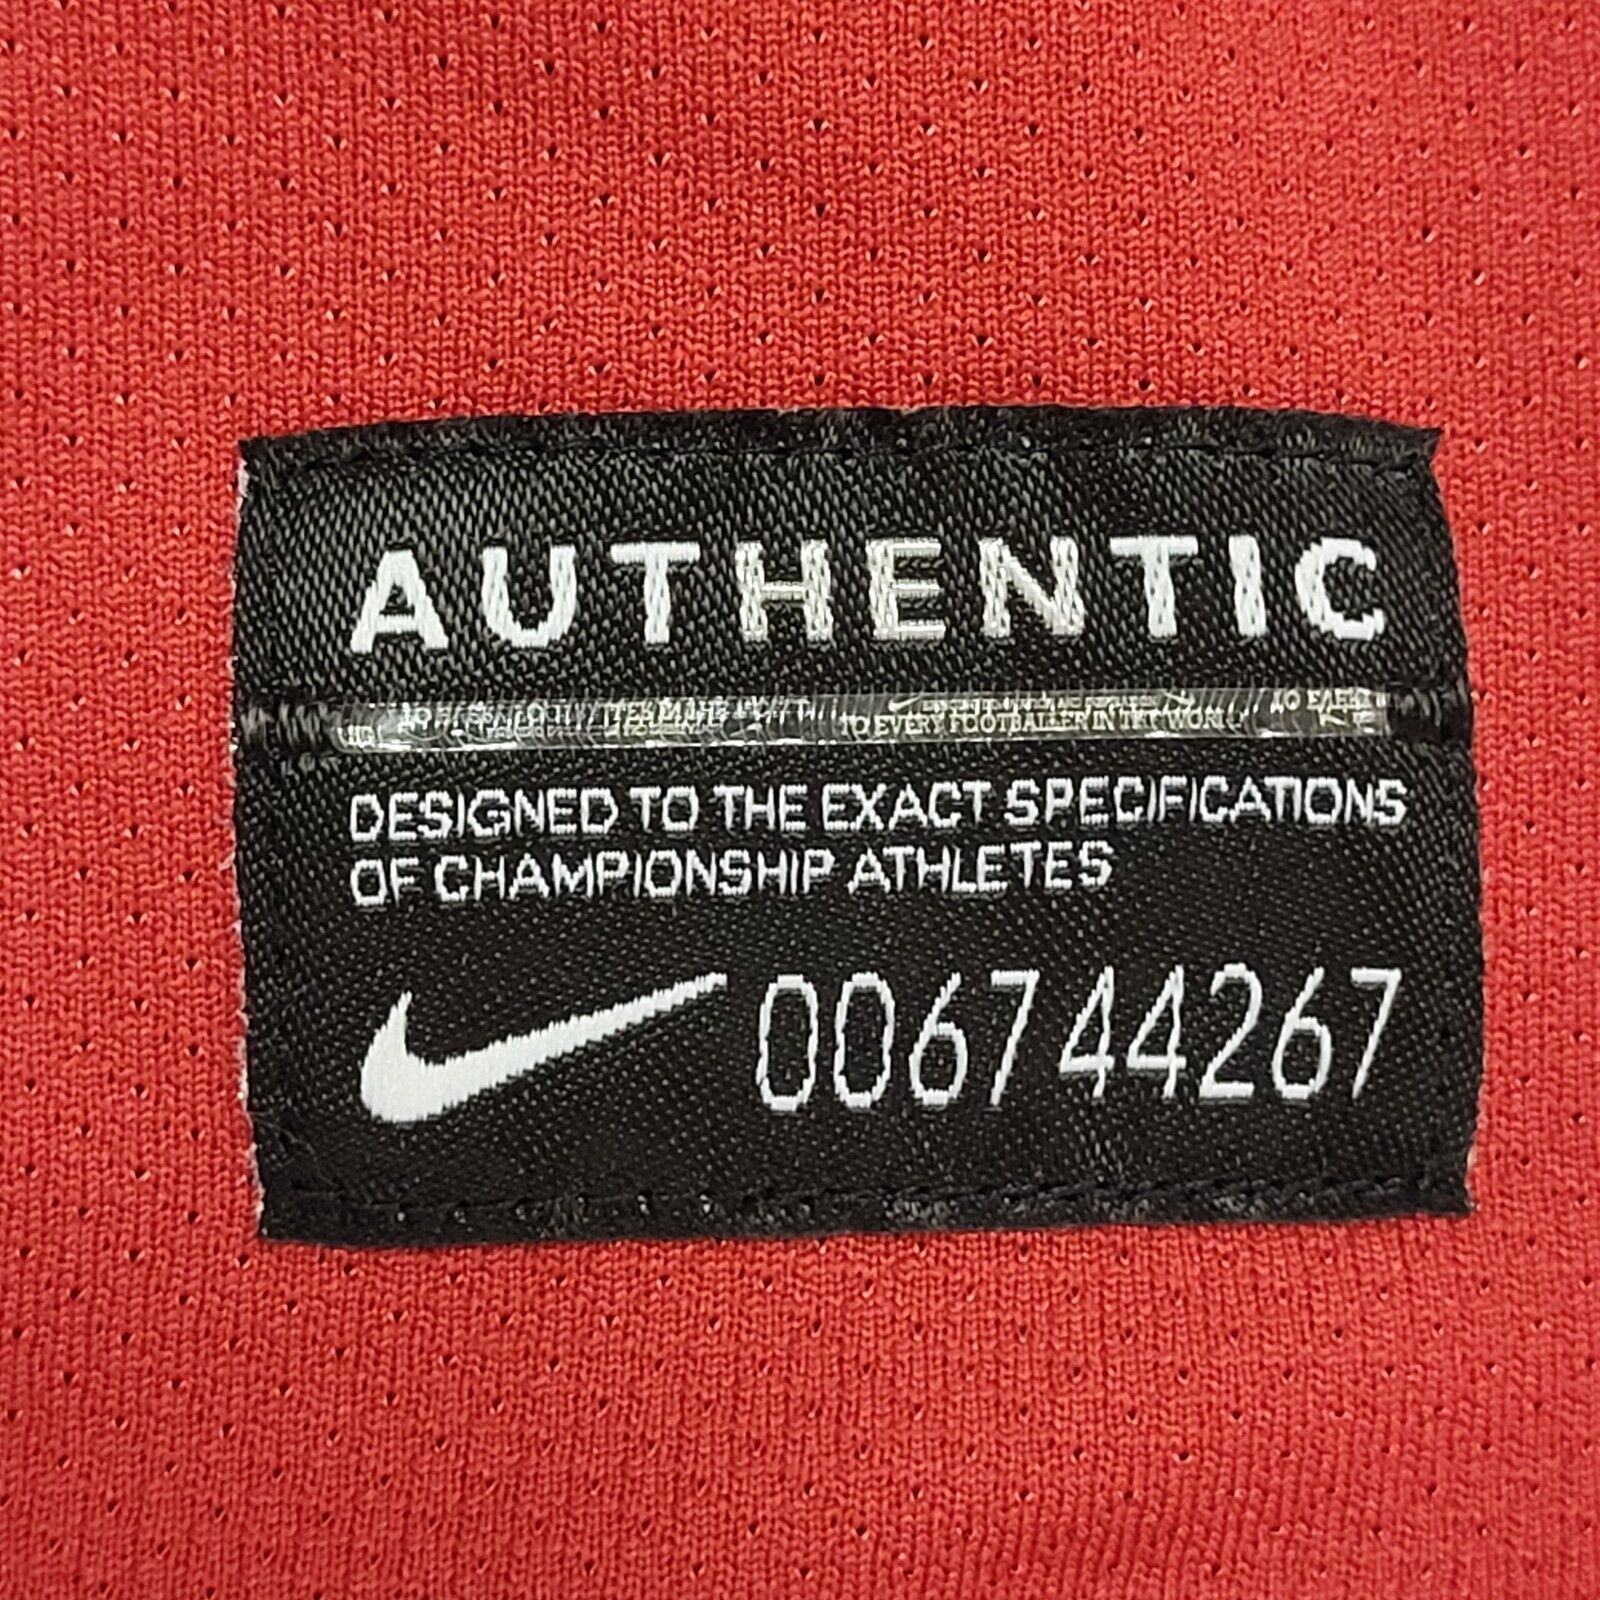 AUTHENTIC
TO EVERY FOOTBALLER IN THE WORLD
DESIGNED TO THE EXACT SPECIFICATIONS
OF CHAMPIONSHIP ATHLETES
006744267